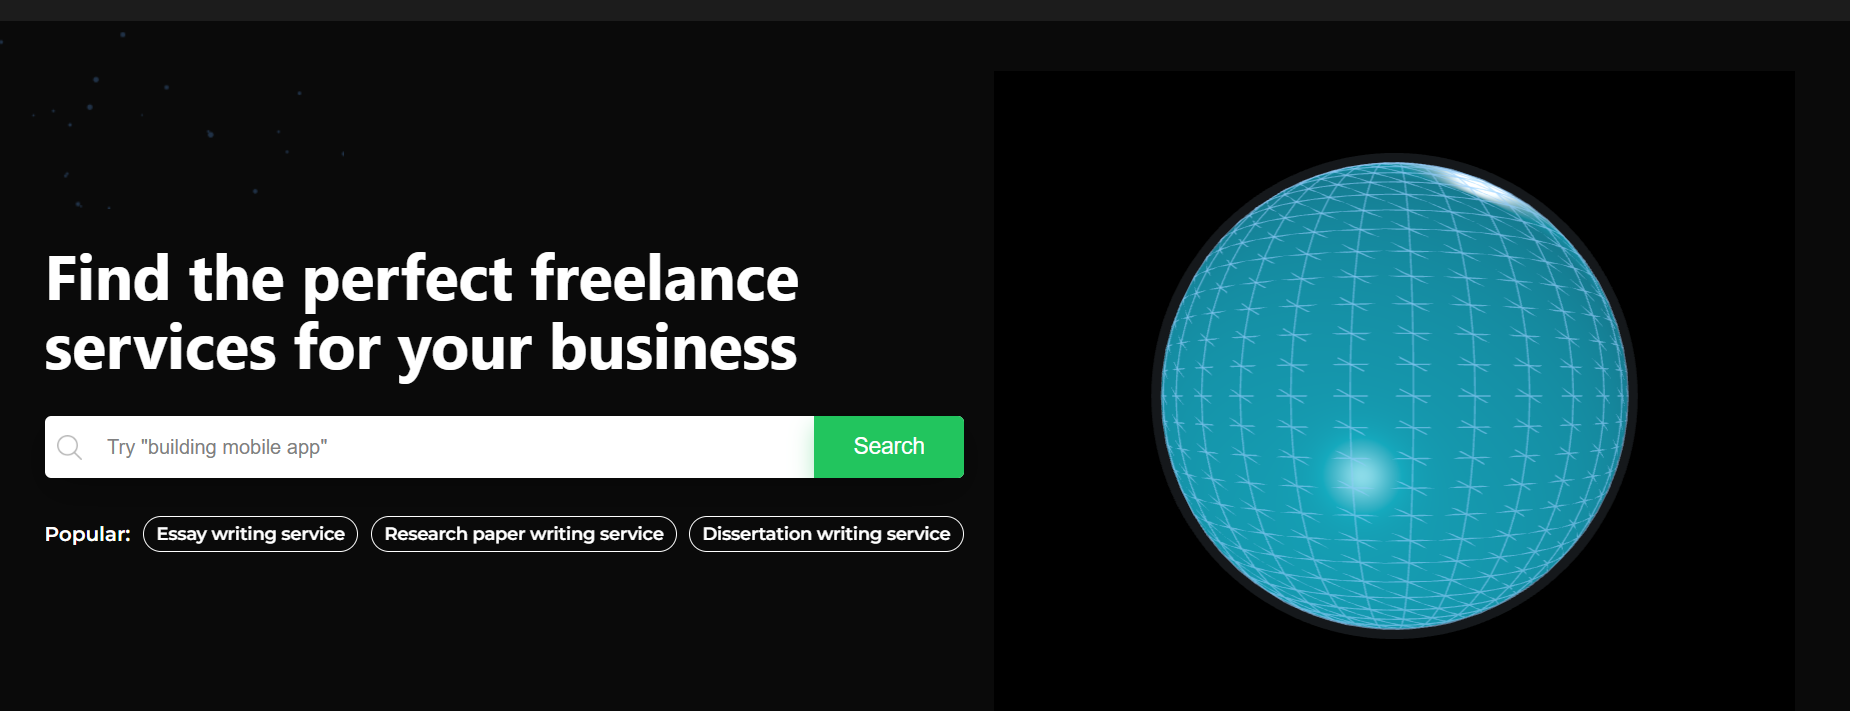 Find the perfect freelance
services for your business
Try "building mobile app"
Search
Popular:
Essay writing service
Research paper writing service
Dissertation writing service